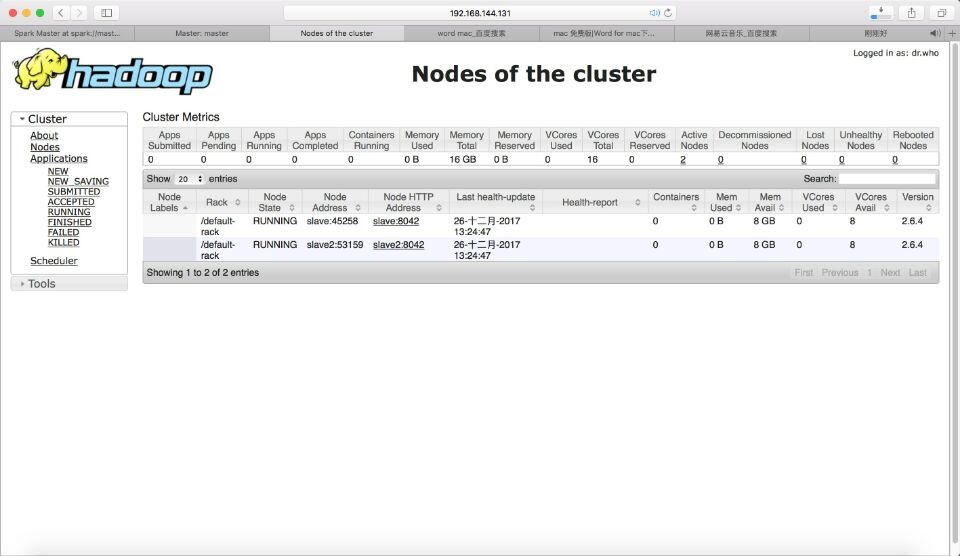 192.168.144.131
Spark Master at spark://mast...
Master: master
Nodes of the cluster
word mac_百度搜索
mac 免费版|Word for mac下...
网易云音乐_百度搜索
刚刚好
Logged in as: dr.who
hadoop
Nodes of the cluster
Cluster
About
Nodes
Applications
NEW
NEW_SAVING
SUBMITTED
ACCEPTED
RUNNING
FINISHED
FAILED
KILLED
Scheduler
Tools
Cluster Metrics
Apps Submitted Apps Pending Apps Running Apps Completed Containers Running Memory Used Memory Total Memory Reserved VCores Used VCores Total VCores Reserved Active Nodes Decommissioned Nodes Lost Nodes Unhealthy Nodes Rebooted Nodes
0 0 0 0 0 0 B 16 GB 0 B 0 16 0 2 0 0 0 0
Show 20 entries Search:
Node Labels Rack Node State Node Address Node HTTP Address Last health-update Health-report Containers Mem Used Mem Avail VCores Used VCores Avail Version
/default-rack RUNNING slave:45258 slave:8042 26-十二月-2017 13:24:47 0 0 B 8 GB 0 8 2.6.4
/default-rack RUNNING slave2:53159 slave2:8042 26-十二月-2017 13:24:47 0 0 B 8 GB 0 8 2.6.4
Showing 1 to 2 of 2 entries First Previous 1 Next Last